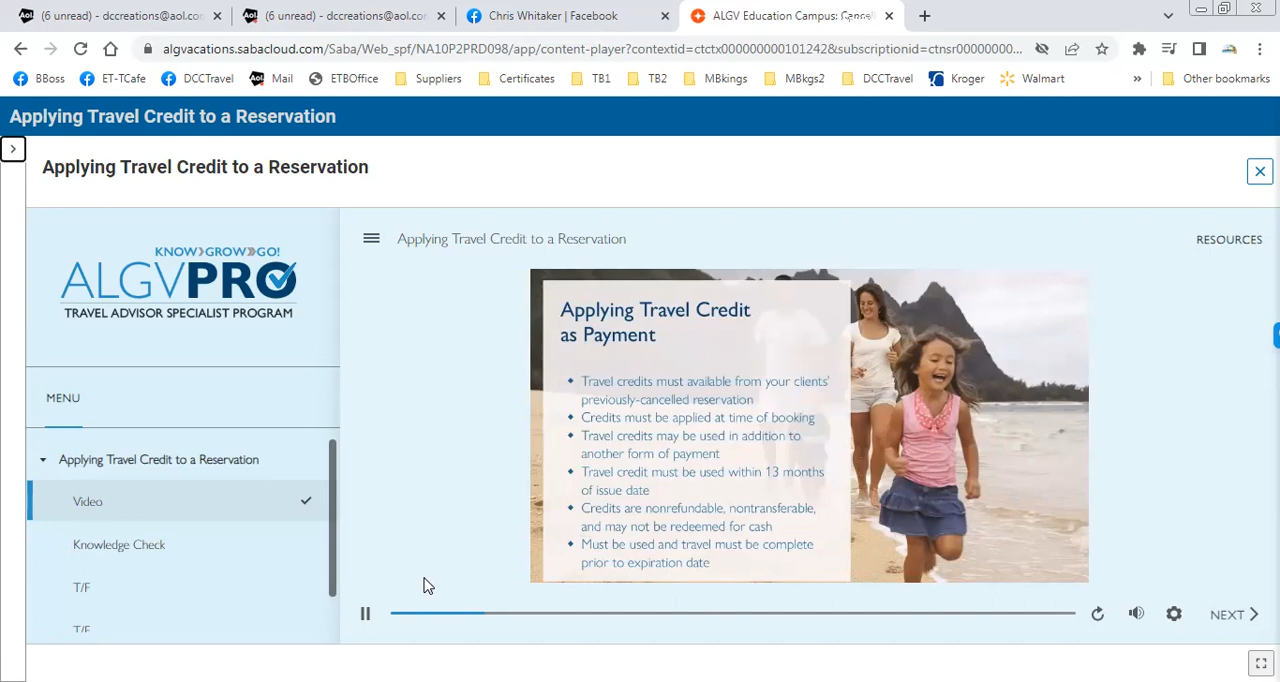 (6 unread) - dccreations@aol.co
(6 unread) - dccreations@aol.co
Chris Whitaker | Facebook
ALGV Education Campus: Cancell
algvacations.sabacloud.com/Saba/Web_spf/NA10P2PRD098/app/content-player?contextid=ctctx000000000101242&subscriptionid=ctnsr00000000...
BBoss
ET-TCafe
DCCTravel
Aol. Mail
ETBOffice
Suppliers
Certificates
TB1
TB2
MBkings
MBkgs2
DCCTravel
Kroger
Walmart
»
Other bookmarks
Applying Travel Credit to a Reservation
Applying Travel Credit to a Reservation
KNOW GROW GO!
ALGVPRO
TRAVEL ADVISOR SPECIALIST PROGRAM
MENU
Applying Travel Credit to a Reservation
Video
Knowledge Check
T/F
T/F
Applying Travel Credit to a Reservation
RESOURCES
Applying Travel Credit
as Payment
Travel credits must available from your clients'
previously-cancelled reservation
Credits must be applied at time of booking
Travel credits may be used in addition to
another form of payment
Travel credit must be used within 13 months
of issue date
Credits are nonrefundable, nontransferable,
and may not be redeemed for cash
Must be used and travel must be complete
prior to expiration date
NEXT